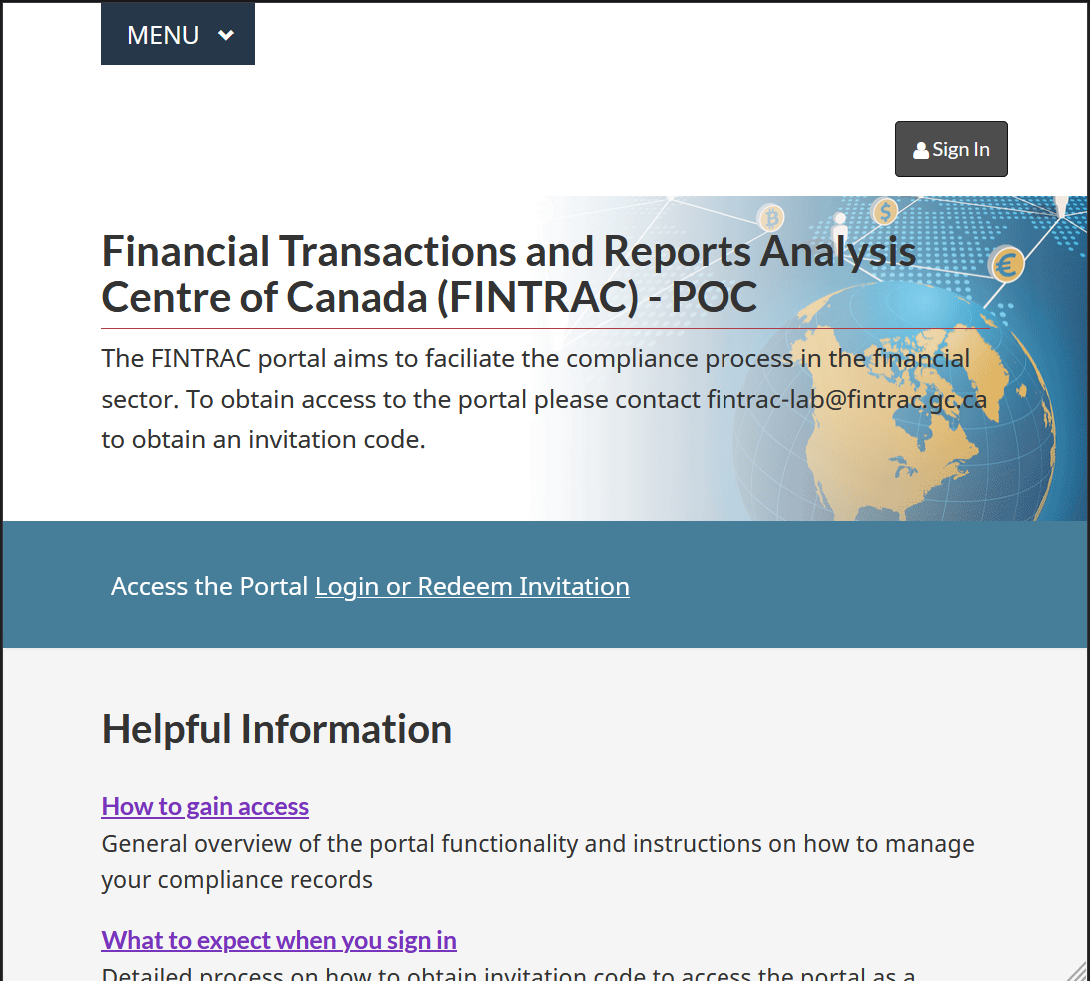 MENU
Sign In
Financial Transactions and Reports Analysis
Centre of Canada (FINTRAC) - POC
The FINTRAC portal aims to faciliate the compliance process in the financial
sector. To obtain access to the portal please contact fintrac-lab@fintrac.gc.ca
to obtain an invitation code.
Access the Portal Login or Redeem Invitation
Helpful Information
How to gain access
General overview of the portal functionality and instructions on how to manage
your compliance records
What to expect when you sign in
Detailed process on how to obtain invitation code to access the portal as a